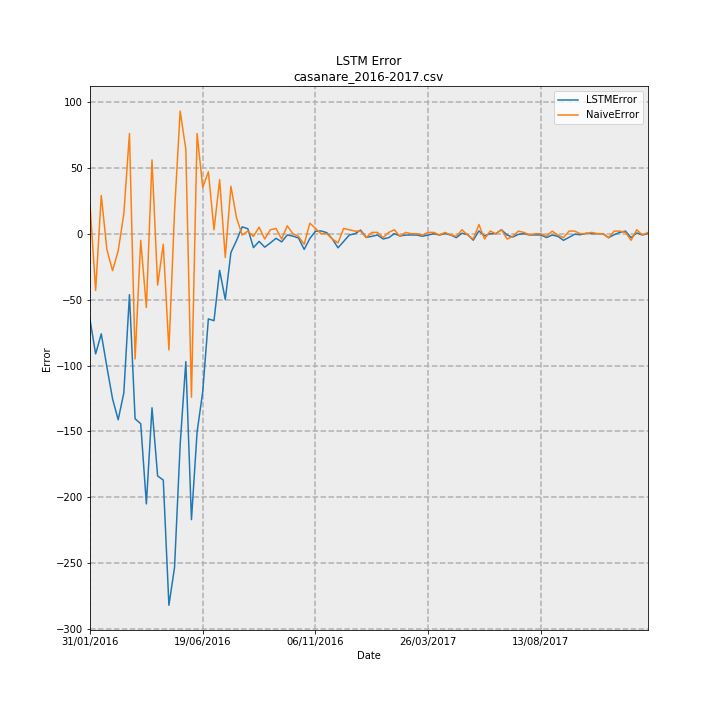 LSTM Error
casanare_2016-2017.csv
LSTMError
NaiveError
100
50
0
−50
−100
−150
−200
−250
−300
Error
31/01/2016
19/06/2016
06/11/2016
26/03/2017
13/08/2017
Date